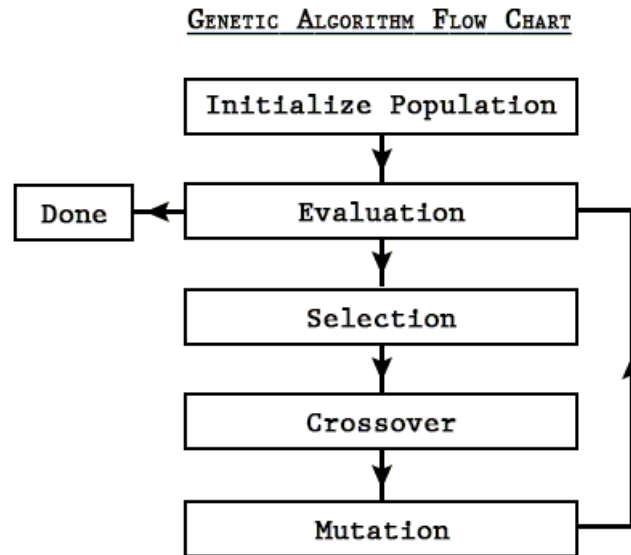 Genetic Algorithm Flow Chart
Initialize Population
Done
Evaluation
Selection
Crossover
Mutation